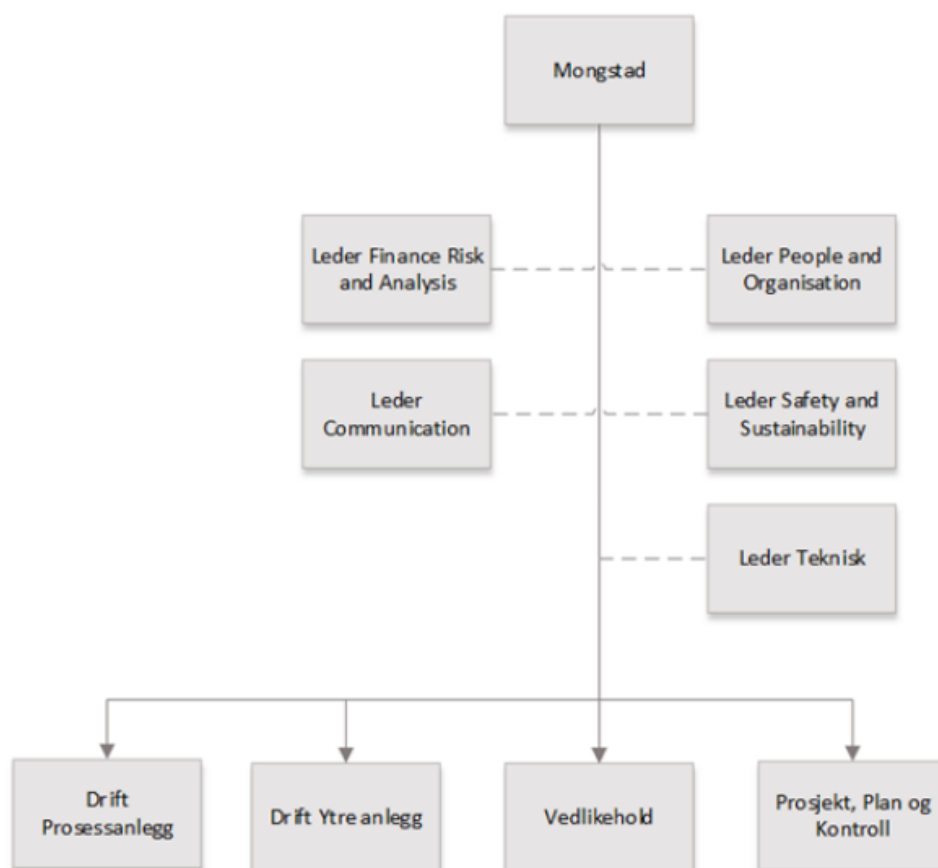 Mongstad
Leder Finance Risk
and Analysis
Leder People and
Organisation
Leder
Communication
Leder Safety and
Sustainability
Leder Teknisk
Drift
Prosessanlegg
Drift Ytre anlegg
Vedlikehold
Prosjekt, Plan og
Kontroll